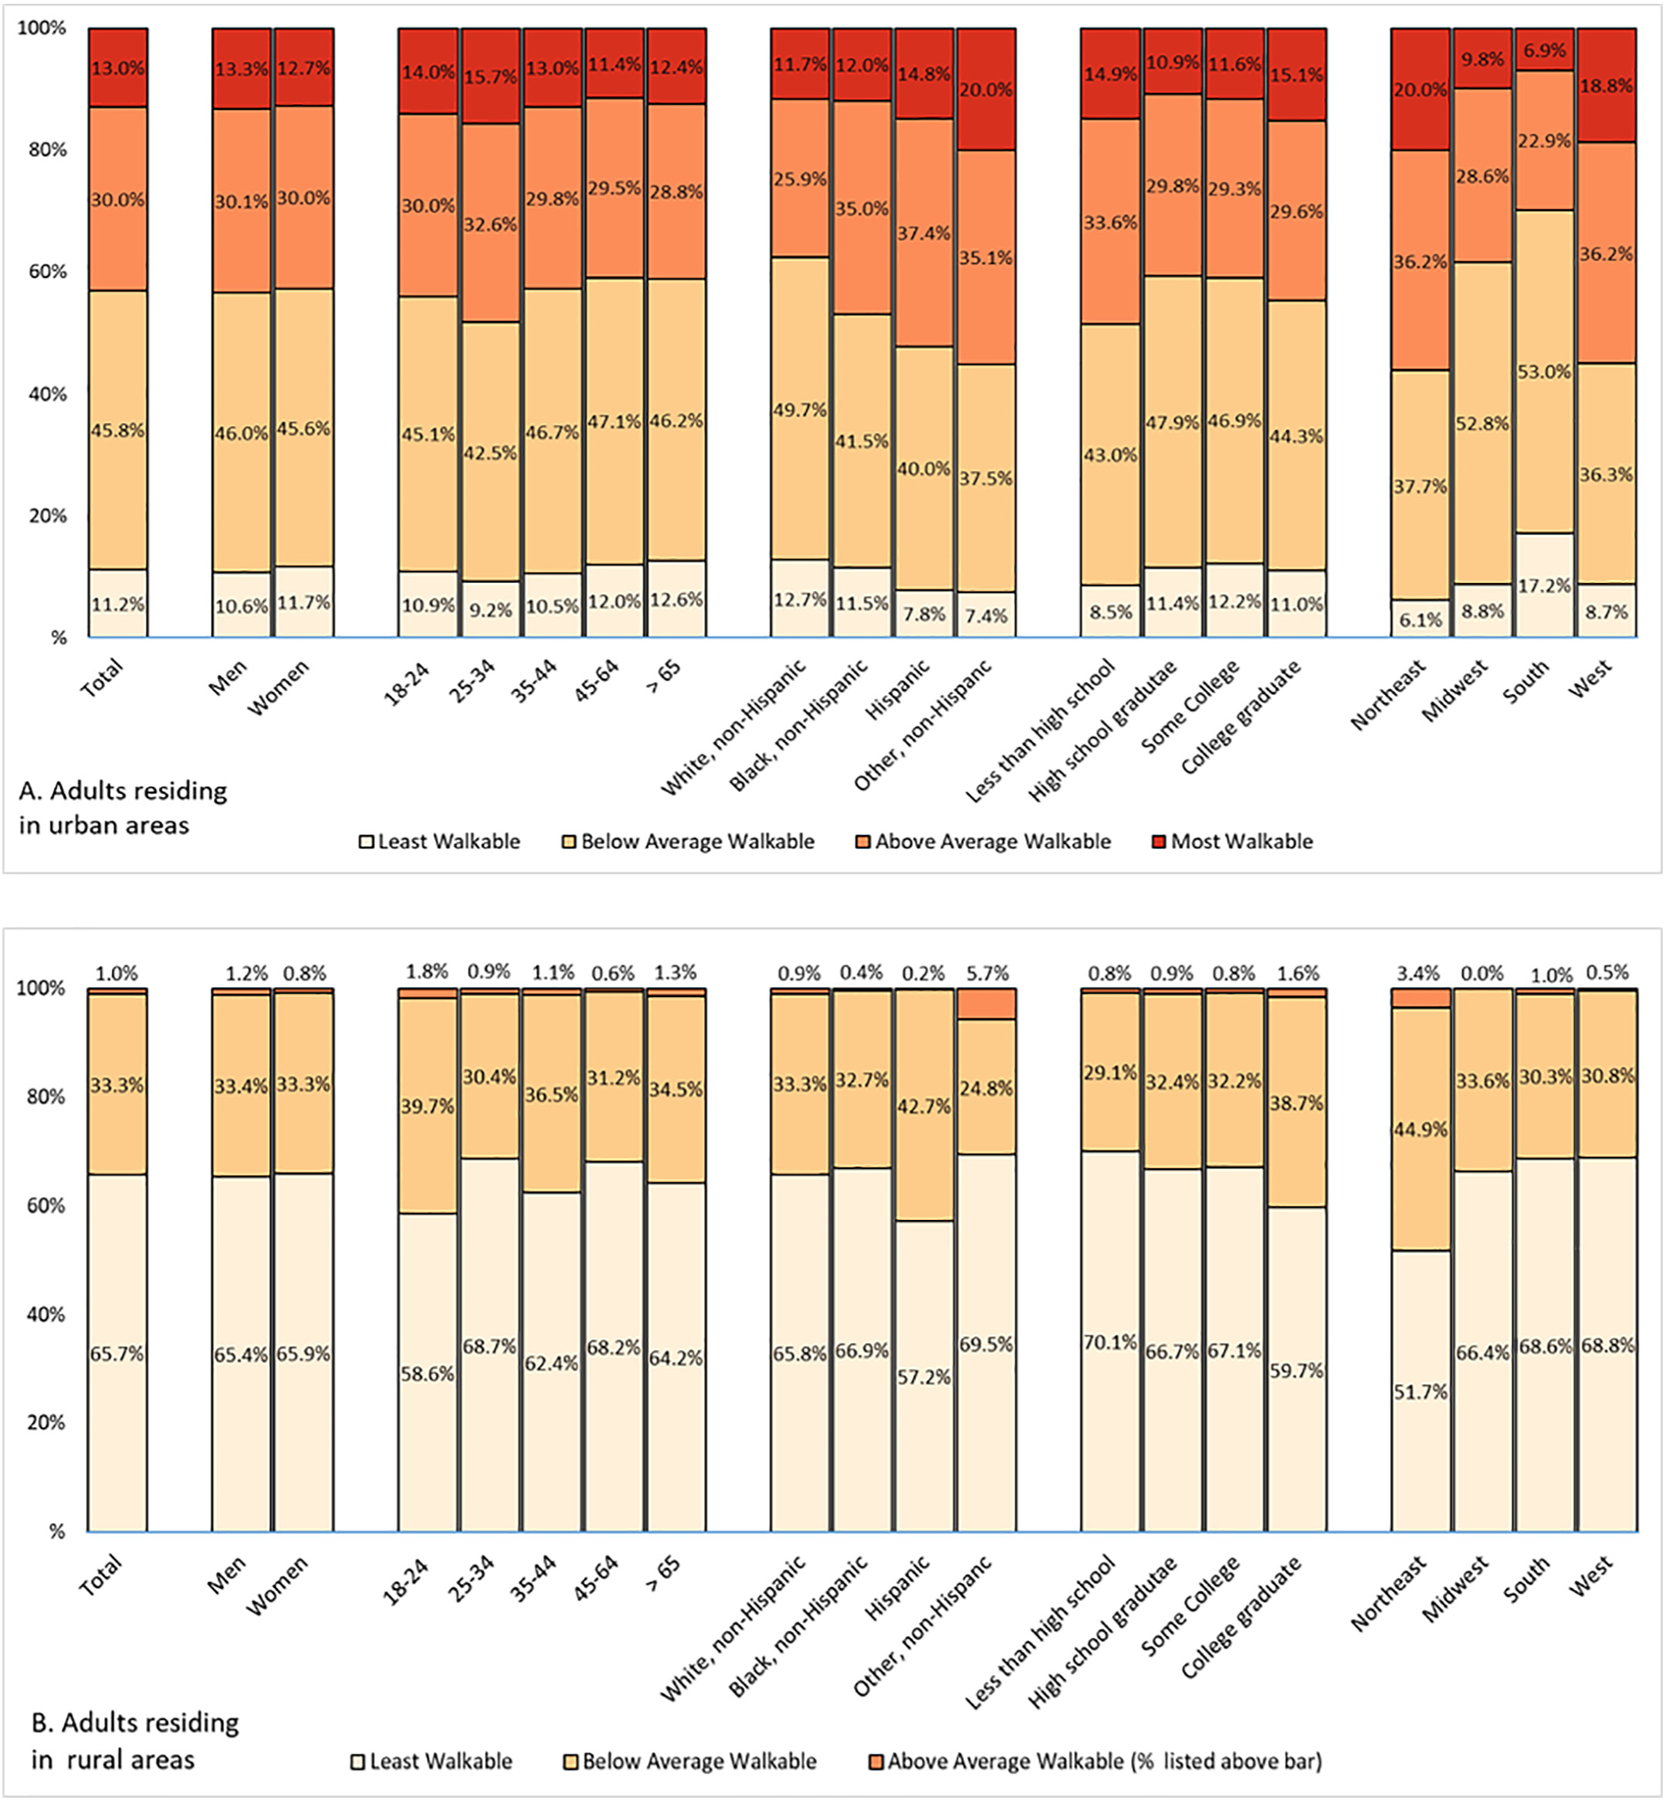 100%
80%
60%
40%
20%
%
13.0% 13.3% 12.7% 14.0% 15.7% 13.0% 11.4% 12.4% 11.7% 12.0% 14.8% 20.0% 14.9% 10.9% 11.6% 15.1% 20.0% 9.8% 6.9% 18.8%
30.0% 30.1% 30.0% 30.0% 32.6% 29.8% 29.5% 28.8% 25.9% 35.0% 37.4% 35.1% 33.6% 29.8% 29.3% 29.6% 36.2% 28.6% 22.9% 36.2%
45.8% 46.0% 45.6% 45.1% 42.5% 46.7% 47.1% 46.2% 49.7% 41.5% 40.0% 37.5% 43.0% 47.9% 46.9% 44.3% 37.7% 52.8% 53.0% 36.3%
11.2% 10.6% 11.7% 10.9% 9.2% 10.5% 12.0% 12.6% 12.7% 11.5% 7.8% 7.4% 8.5% 11.4% 12.2% 11.0% 6.1% 8.8% 17.2% 8.7%
Total
Men
Women
18-24
25-34
35-44
45-64
> 65
White, non-Hispanic
Black, non-Hispanic
Hispanic
Other, non-Hispanc
Less than high school
High school gradutae
Some College
College graduate
Northeast
Midwest
South
West
A. Adults residing
in urban areas
Least Walkable Below Average Walkable Above Average Walkable Most Walkable
1.0% 1.2% 0.8% 1.8% 0.9% 1.1% 0.6% 1.3% 0.9% 0.4% 0.2% 5.7% 0.8% 0.9% 0.8% 1.6% 3.4% 0.0% 1.0% 0.5%
100%
80%
60%
40%
20%
%
33.3% 33.4% 33.3% 39.7% 30.4% 36.5% 31.2% 34.5% 33.3% 32.7% 42.7% 24.8% 29.1% 32.4% 32.2% 38.7% 44.9% 33.6% 30.3% 30.8%
65.7% 65.4% 65.9% 58.6% 68.7% 62.4% 68.2% 64.2% 65.8% 66.9% 57.2% 69.5% 70.1% 66.7% 67.1% 59.7% 51.7% 66.4% 68.6% 68.8%
Total
Men
Women
18-24
25-34
35-44
45-64
> 65
White, non-Hispanic
Black, non-Hispanic
Hispanic
Other, non-Hispanc
Less than high school
High school gradutae
Some College
College graduate
Northeast
Midwest
South
West
B. Adults residing
in rural areas
Least Walkable Below Average Walkable Above Average Walkable (% listed above bar)